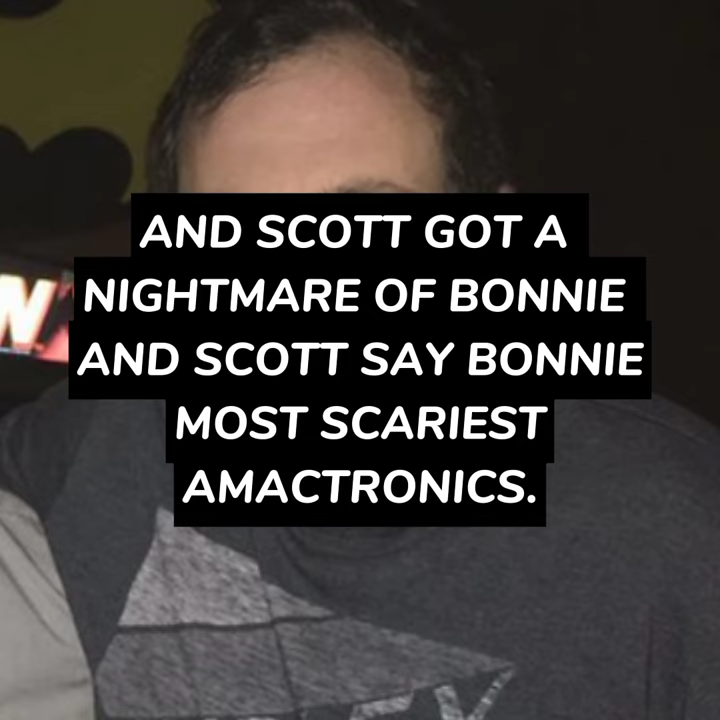 AND SCOTT GOT A
NIGHTMARE OF BONNIE
AND SCOTT SAY BONNIE
MOST SCARIEST
AMACTRONICS.